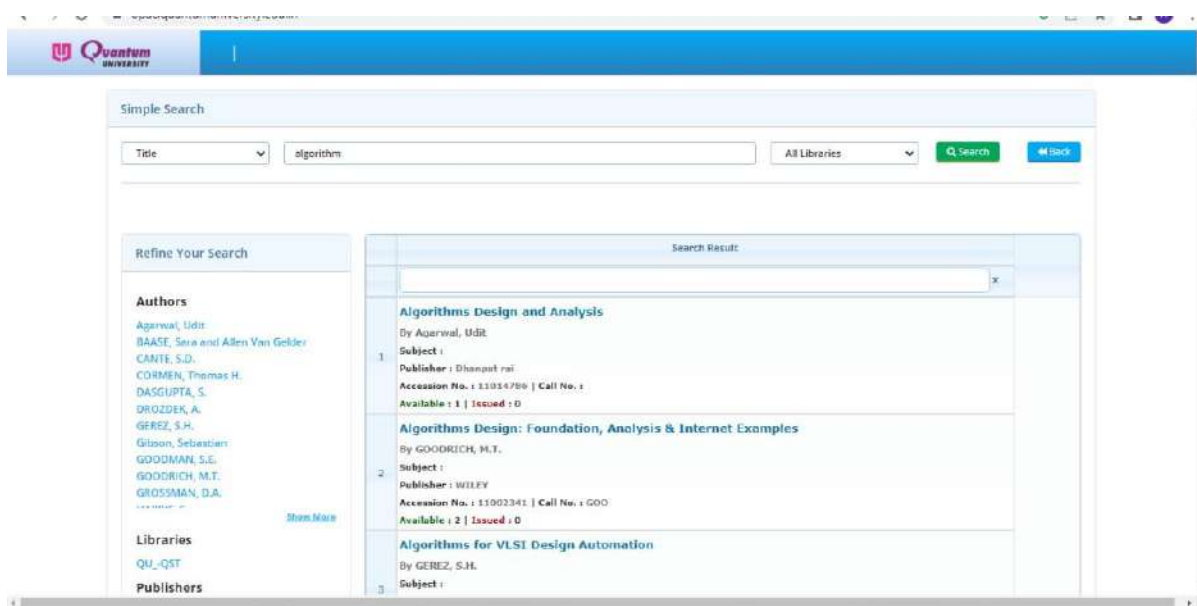 Quantum
UNIVERSITY
Simple Search
Title
algorithm
All Libraries
Search
Back
Refine Your Search
Authors
Agarwal, Udit
BAASE, Sara and Allen Van Gelder
CANTE, S.D.
CORMEN, Thomas H.
DASGUPTA, S.
DROZDEK, A.
GEREZ, S.H.
Gibson, Sebastian
GOODMAN, S.E.
GOODRICH, M.T.
GROSSMAN, D.A.
Show More
Libraries
QU_-QST
Publishers
Search Result
x
1
Algorithms Design and Analysis
By Agarwal, Udit
Subject :
Publisher : Dhanpat rai
Accession No. : 11014786 | Call No. :
Available : 1 | Issued : 0
2
Algorithms Design: Foundation, Analysis & Internet Examples
By GOODRICH, M.T.
Subject :
Publisher : WILEY
Accession No. : 11002341 | Call No. : GOO
Available : 2 | Issued : 0
3
Algorithms for VLSI Design Automation
By GEREZ, S.H.
Subject :